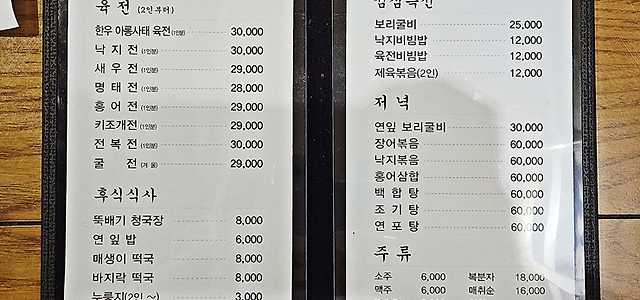 육전 (2인부터)
한우 아롱사태 육전(1인분) 30,000
낙지전(1인분) 30,000
새우전(1인분) 29,000
명태전(1인분) 28,000
홍어전(1인분) 29,000
키조개전(1인분) 29,000
전복전(1인분) 30,000
굴전(겨울) 29,000
후식식사
뚝배기 청국장 8,000
연잎밥 6,000
매생이 떡국 8,000
바지락 떡국 8,000
누룽지(2인 ~) 3,000
보리굴비 25,000
낙지비빔밥 12,000
육전비빔밥 12,000
제육볶음(2인) 12,000
저녁
연잎 보리굴비 30,000
장어볶음 60,000
낙지볶음 60,000
홍어삼합 60,000
백합탕 60,000
조기탕 60,000
연포탕 60,000
주류
소주 6,000 복분자 18,000
맥주 6,000 매취순 16,000